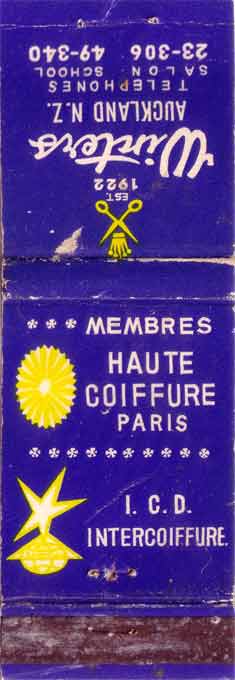 EST.
1922
Winters
AUCKLAND N.Z.
TELEPHONES
SALON SCHOOL
23-306 49-340
*** MEMBRES
HAUTE
COIFFURE
PARIS
**********
I. C. D.
INTERCOIFFURE.